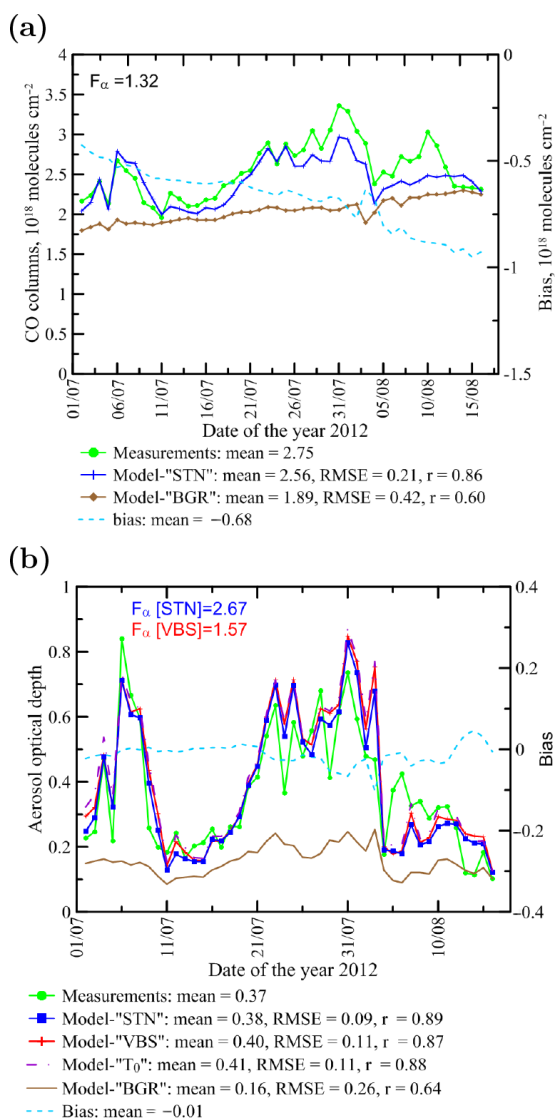 (a)
F α =1.32
4
3.5
3
2.5
2
1.5
1
0.5
0
CO columns, 10¹⁸ molecules cm⁻²
0
-0.5
-1
-1.5
Bias, 10¹⁸ molecules cm⁻²
01/07 06/07 11/07 16/07 21/07 26/07 31/07 05/08 10/08 15/08
Date of the year 2012
Measurements: mean = 2.75
Model-"STN": mean = 2.56, RMSE = 0.21, r = 0.86
Model-"BGR": mean = 1.89, RMSE = 0.42, r = 0.60
bias: mean = −0.68
(b)
F α [STN]=2.67
F α [VBS]=1.57
1
0.8
0.6
0.4
0.2
0
Aerosol optical depth
0.4
0.2
0
-0.2
-0.4
Bias
01/07 11/07 21/07 31/07 10/08
Date of the year 2012
Measurements: mean = 0.37
Model-"STN": mean = 0.38, RMSE = 0.09, r = 0.89
Model-"VBS": mean = 0.40, RMSE = 0.11, r = 0.87
Model-"T₀": mean = 0.41, RMSE = 0.11, r = 0.88
Model-"BGR": mean = 0.16, RMSE = 0.26, r = 0.64
Bias: mean = −0.01